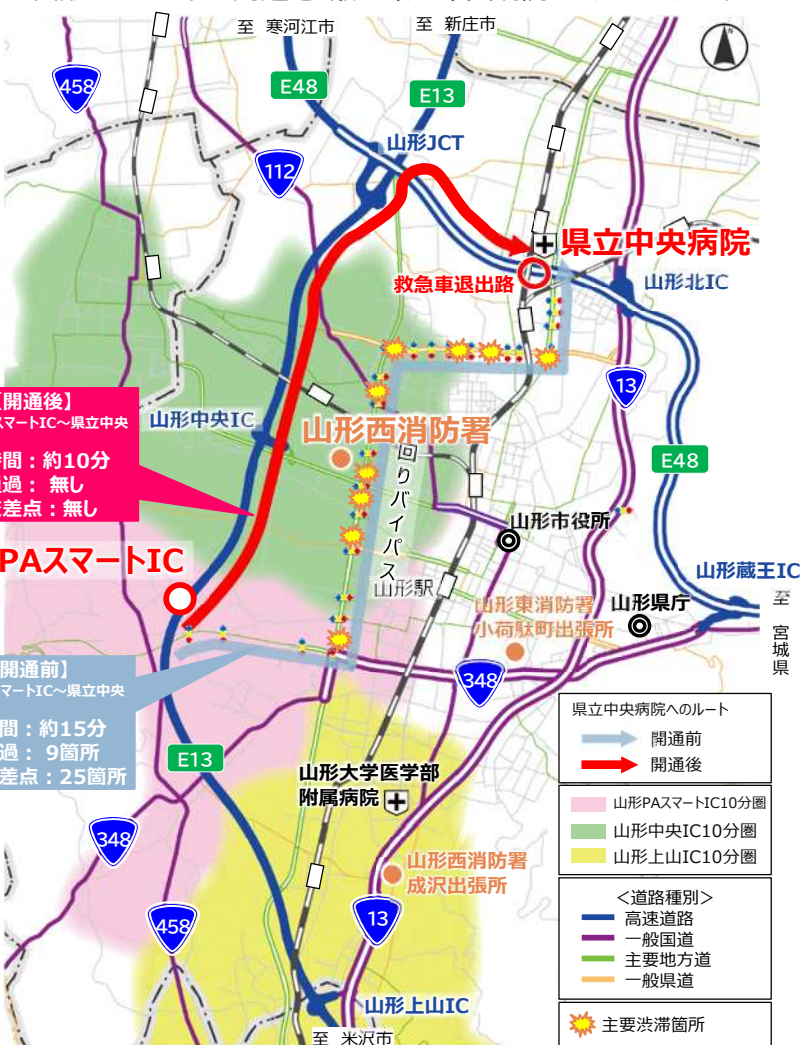 至 寒河江市
至 新庄市
458
E48
E13
N
山形JCT
112
県立中央病院
救急車退出路
山形北IC
13
【開通後】
スマートIC～県立中央
間：約10分
過： 無し
差点：無し
山形中央IC
山形西消防署
回りバイパス
E48
山形市役所
PAスマートIC
山形駅
山形蔵王IC
至 宮城県
山形東消防署
小荷駄町出張所
山形県庁
開通前】
マートIC～県立中央
間：約15分
過： 9箇所
差点：25箇所
348
E13
山形大学医学部
附属病院
348
山形西消防署
成沢出張所
458
13
山形上山IC
至 米沢市
県立中央病院へのルート
開通前
開通後
山形PAスマートIC10分圏
山形中央IC10分圏
山形上山IC10分圏
＜道路種別＞
高速道路
一般国道
主要地方道
一般県道
主要渋滞箇所